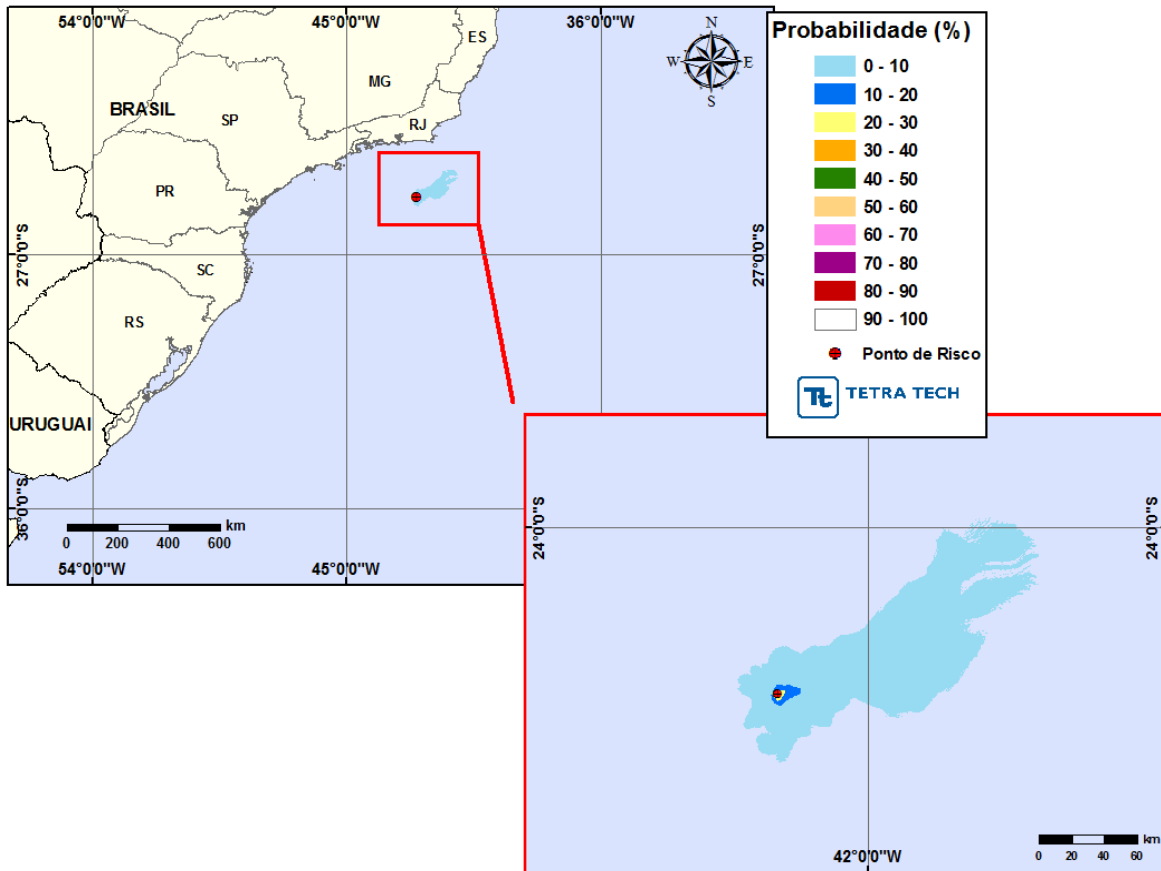 54°0'0"W
45°0'0"W
36°0'0"W
ES
MG
BRASIL
SP
RJ
PR
27°0'0"S
27°0'0"S
SC
RS
URUGUAI
36°0'0"S
km
0 200 400 600
54°0'0"W
45°0'0"W
N
W E
S
Probabilidade (%)
0 - 10
10 - 20
20 - 30
30 - 40
40 - 50
50 - 60
60 - 70
70 - 80
80 - 90
90 - 100
Ponto de Risco
Tt TETRA TECH
24°0'0"S
24°0'0"S
42°0'0"W
km
0 20 40 60